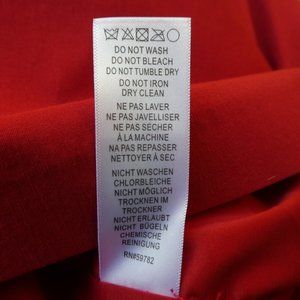 DO NOT WASH
DO NOT BLEACH
DO NOT TUMBLE DRY
DO NOT IRON
DRY CLEAN
NE PAS LAVER
NE PAS JAVELLISER
NE PAS SÉCHER
À LA MACHINE
NA PAS REPASSER
NETTOYER À SEC
NICHT WASCHEN
CHLORBLEICHE
NICHT MÖGLICH
TROCKNEN IM
TROCKNER
NICHT ERLAUBT
NICHT BÜGELN
CHEMISCHE
REINIGUNG
RN#59782